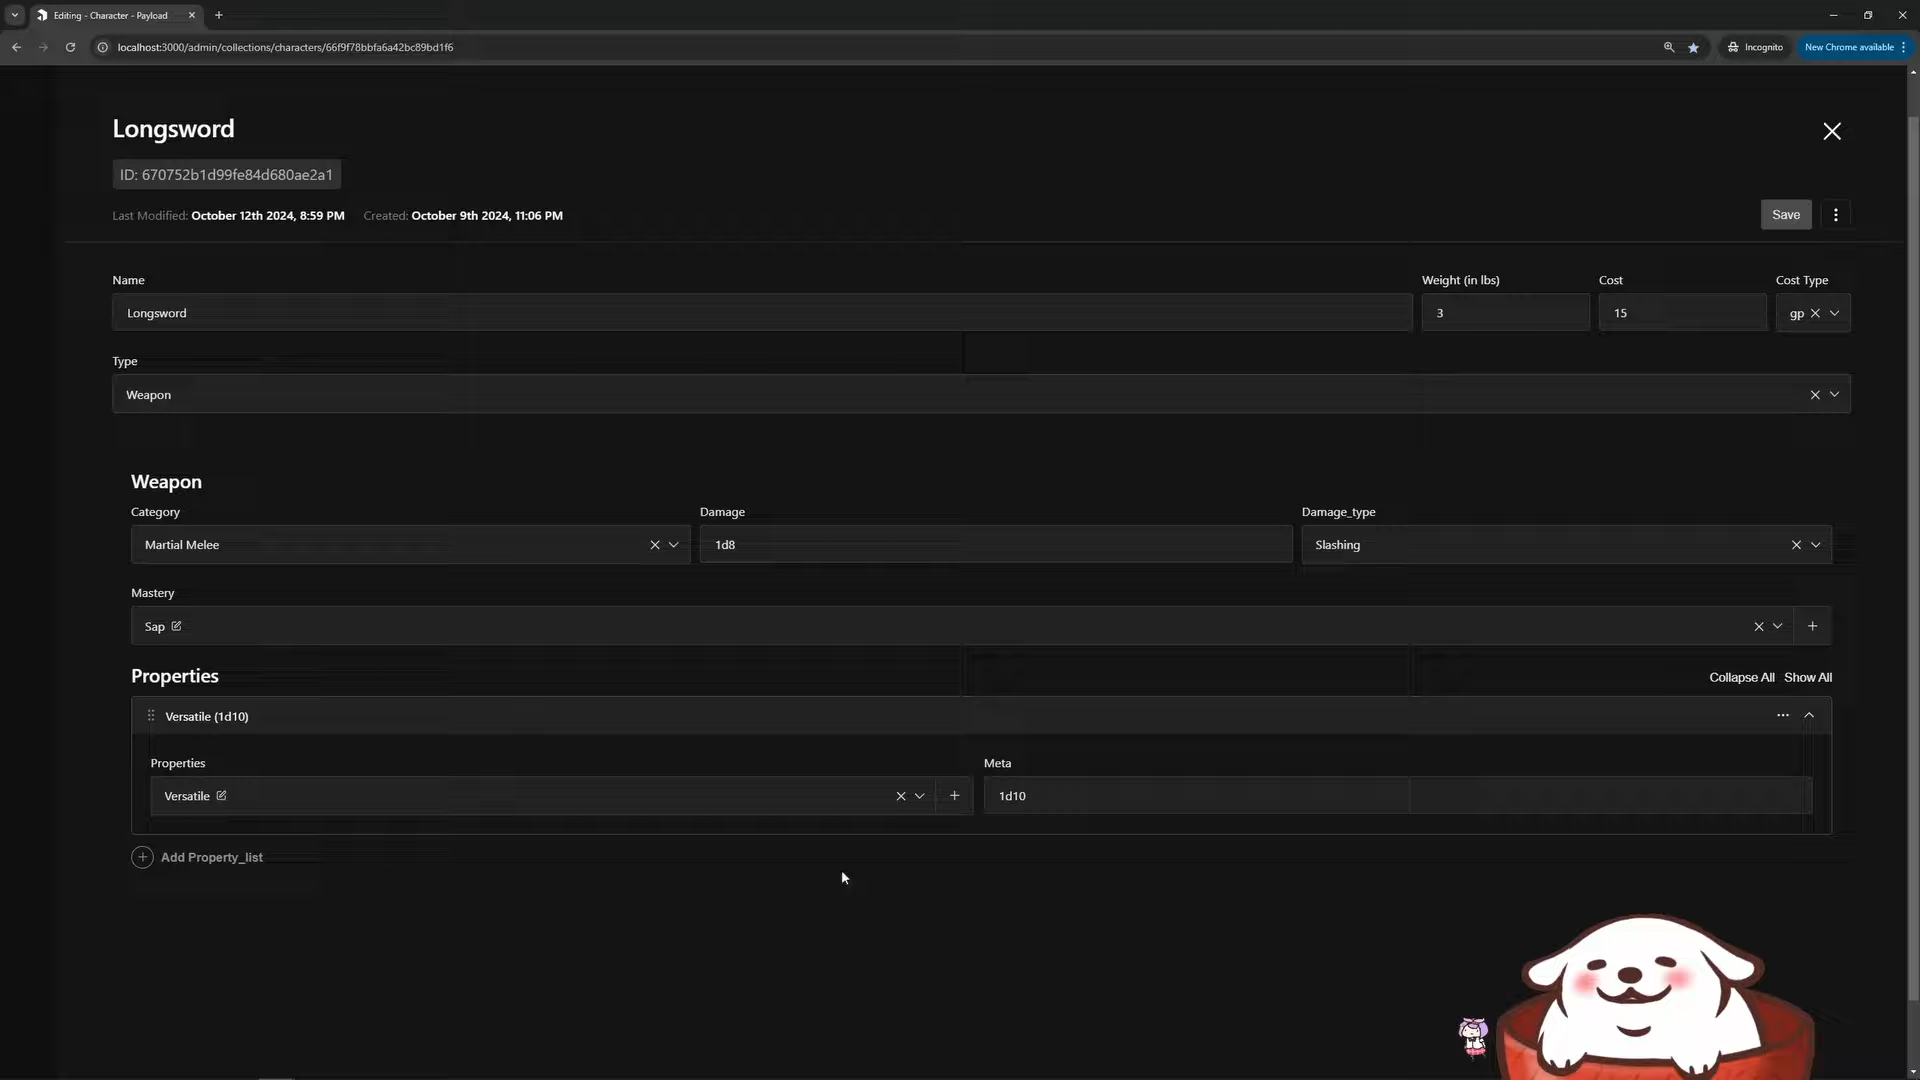 Editing - Character - Payload
localhost:3000/admin/collections/characters/66f9f78bbfa6a42bc89bd1f6
Incognito
New Chrome available
Longsword
ID: 670752b1d99fe84d680ae2a1
Last Modified: October 12th 2024, 8:59 PM Created: October 9th 2024, 11:06 PM
Save
Name Weight (in lbs) Cost Cost Type
Longsword 3 15 gp
Type
Weapon
Weapon
Category Damage Damage_type
Martial Melee 1d8 Slashing
Mastery
Sap
Properties Collapse All Show All
Versatile (1d10)
Properties Meta
Versatile 1d10
Add Property_list